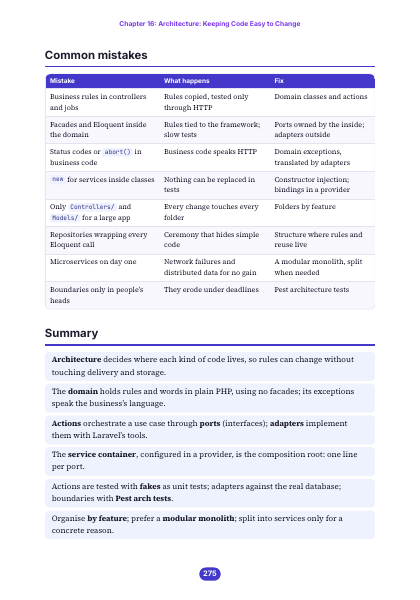 Chapter 16: Architecture: Keeping Code Easy to Change
Common mistakes
Mistake What happens Fix
Business rules in controllers Rules copied, tested only Domain classes and actions
and jobs through HTTP
Facades and Eloquent inside Rules tied to the framework; Ports owned by the inside;
the domain slow tests adapters outside
Status codes or abort() in Business code speaks HTTP Domain exceptions,
business code translated by adapters
new for services inside classes Nothing can be replaced in Constructor injection;
tests bindings in a provider
Only Controllers/ and Every change touches every Folders by feature
Models/ for a large app folder
Repositories wrapping every Ceremony that hides simple Structure where rules and
Eloquent call code reuse live
Microservices on day one Network failures and A modular monolith, split
distributed data for no gain when needed
Boundaries only in people's They erode under deadlines Pest architecture tests
heads
Summary
Architecture decides where each kind of code lives, so rules can change without
touching delivery and storage.
The domain holds rules and words in plain PHP, using no facades; its exceptions
speak the business's language.
Actions orchestrate a use case through ports (interfaces); adapters implement
them with Laravel's tools.
The service container, configured in a provider, is the composition root: one line
per port.
Actions are tested with fakes as unit tests; adapters against the real database;
boundaries with Pest arch tests.
Organise by feature; prefer a modular monolith; split into services only for a
concrete reason.
275